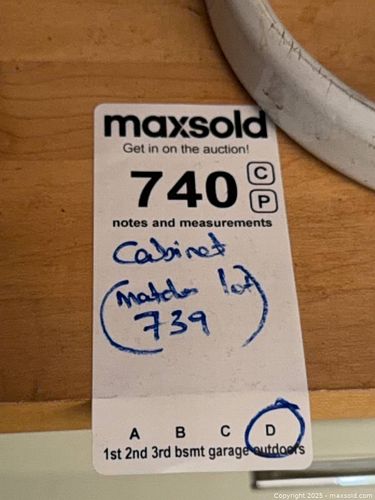 maxsold
Get in on the auction!
740 C
P
notes and measurements
Cabinet
(matches lot
739)
A B C D
1st 2nd 3rd bsmt garage outdoors
Copyright 2025 - maxsold.com